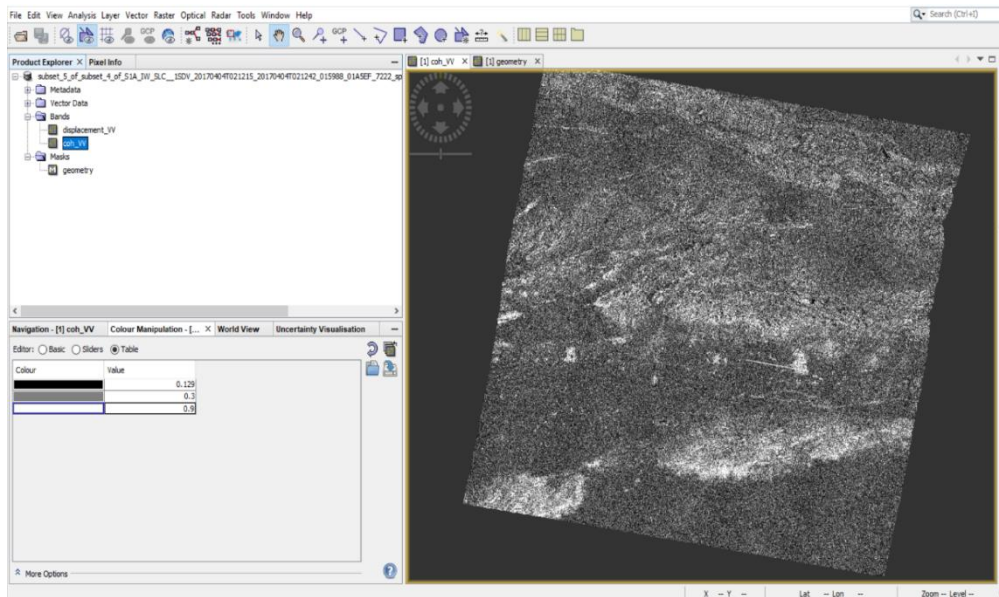 File Edit View Analysis Layer Vector Raster Optical Radar Tools Window Help
Search (Ctrl+I)
GCP
GCP
Product Explorer × Pixel Info
[1] coh_VV × [1] geometry ×
subset_5_of_subset_4_of_S1A_IW_SLC__1SDV_20170404T021215_20170404T021242_015988_01A5EF_7222_sp
Metadata
Vector Data
Bands
displacement_VV
coh_VV
Masks
geometry
Navigation - [1] coh_VV Colour Manipulation - [... × World View Uncertainty Visualisation
Editor: Basic Sliders Table
Colour Value
0.129
0.3
0.9
More Options
X -- Y -- Lat -- Lon -- Zoom -- Level --